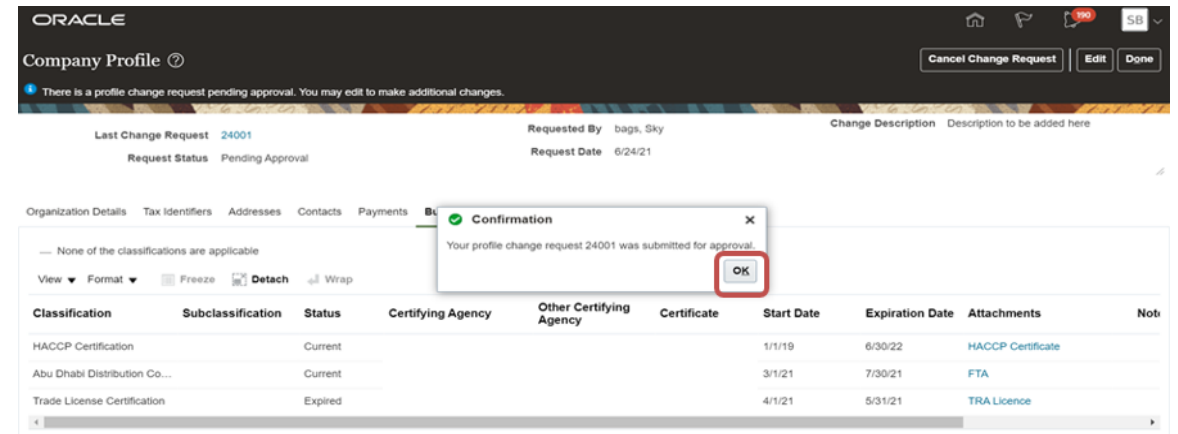 ORACLE
190
SB
Company Profile
Cancel Change Request Edit Done
There is a profile change request pending approval. You may edit to make additional changes.
Last Change Request 24001 Requested By bags, Sky Change Description Description to be added here
Request Status Pending Approval Request Date 6/24/21
Organization Details Tax Identifiers Addresses Contacts Payments Bu
Confirmation
Your profile change request 24001 was submitted for approval.
OK
None of the classifications are applicable
View Format Freeze Detach Wrap
Classification Subclassification Status Certifying Agency Other Certifying Agency Certificate Start Date Expiration Date Attachments Note
HACCP Certification Current 1/1/19 6/30/22 HACCP Certificate
Abu Dhabi Distribution Co... Current 3/1/21 7/30/21 FTA
Trade License Certification Expired 4/1/21 5/31/21 TRA Licence